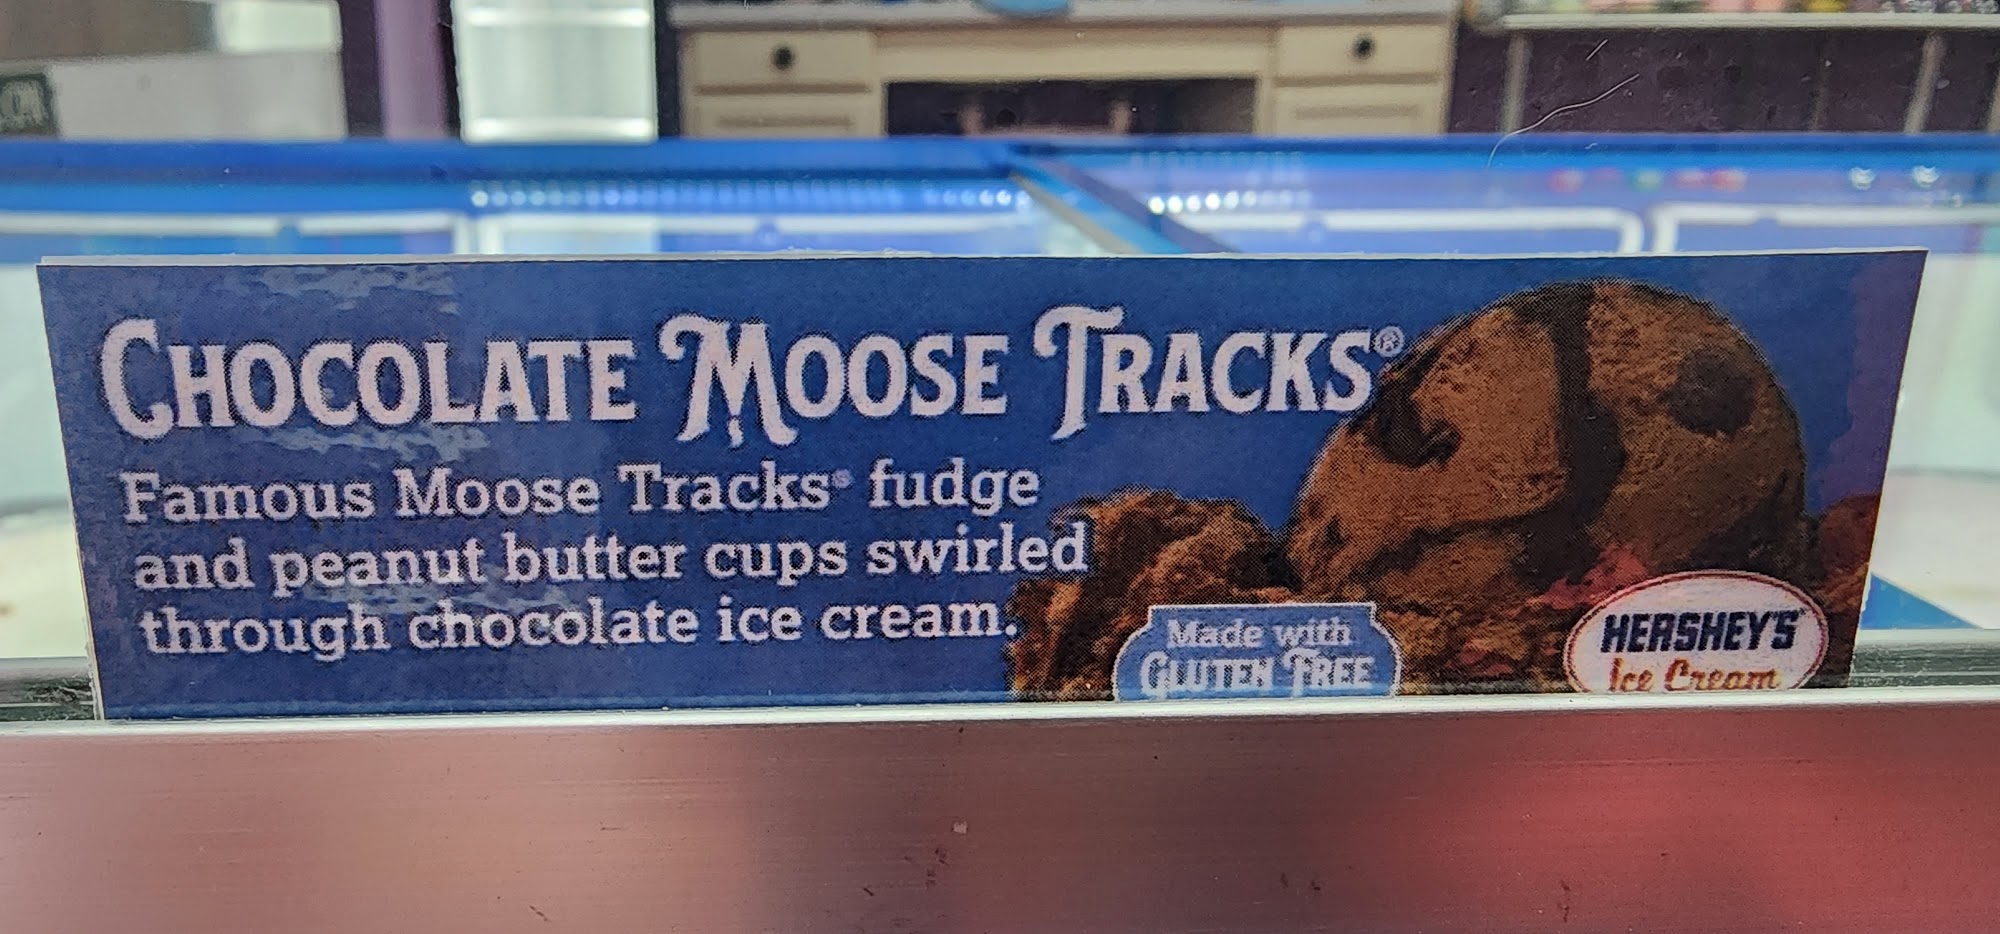 CHOCOLATE MOOSE TRACKS®
Famous Moose Tracks® fudge
and peanut butter cups swirled
through chocolate ice cream.
Made with
GLUTEN FREE
HERSHEY'S
Ice Cream